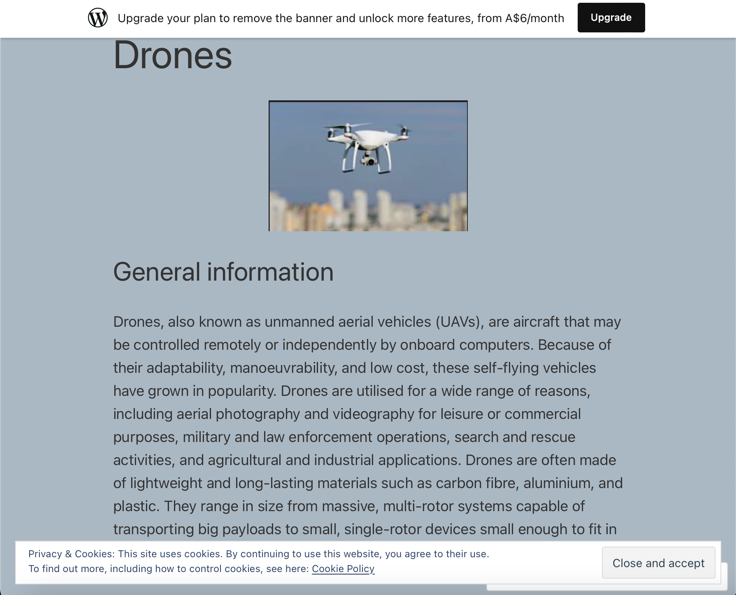 Upgrade your plan to remove the banner and unlock more features, from A$6/month
Upgrade
Drones
General information
Drones, also known as unmanned aerial vehicles (UAVs), are aircraft that may
be controlled remotely or independently by onboard computers. Because of
their adaptability, manoeuvrability, and low cost, these self-flying vehicles
have grown in popularity. Drones are utilised for a wide range of reasons,
including aerial photography and videography for leisure or commercial
purposes, military and law enforcement operations, search and rescue
activities, and agricultural and industrial applications. Drones are often made
of lightweight and long-lasting materials such as carbon fibre, aluminium, and
plastic. They range in size from massive, multi-rotor systems capable of
transporting big payloads to small, single-rotor devices small enough to fit in
Privacy & Cookies: This site uses cookies. By continuing to use this website, you agree to their use.
To find out more, including how to control cookies, see here: Cookie Policy
Close and accept